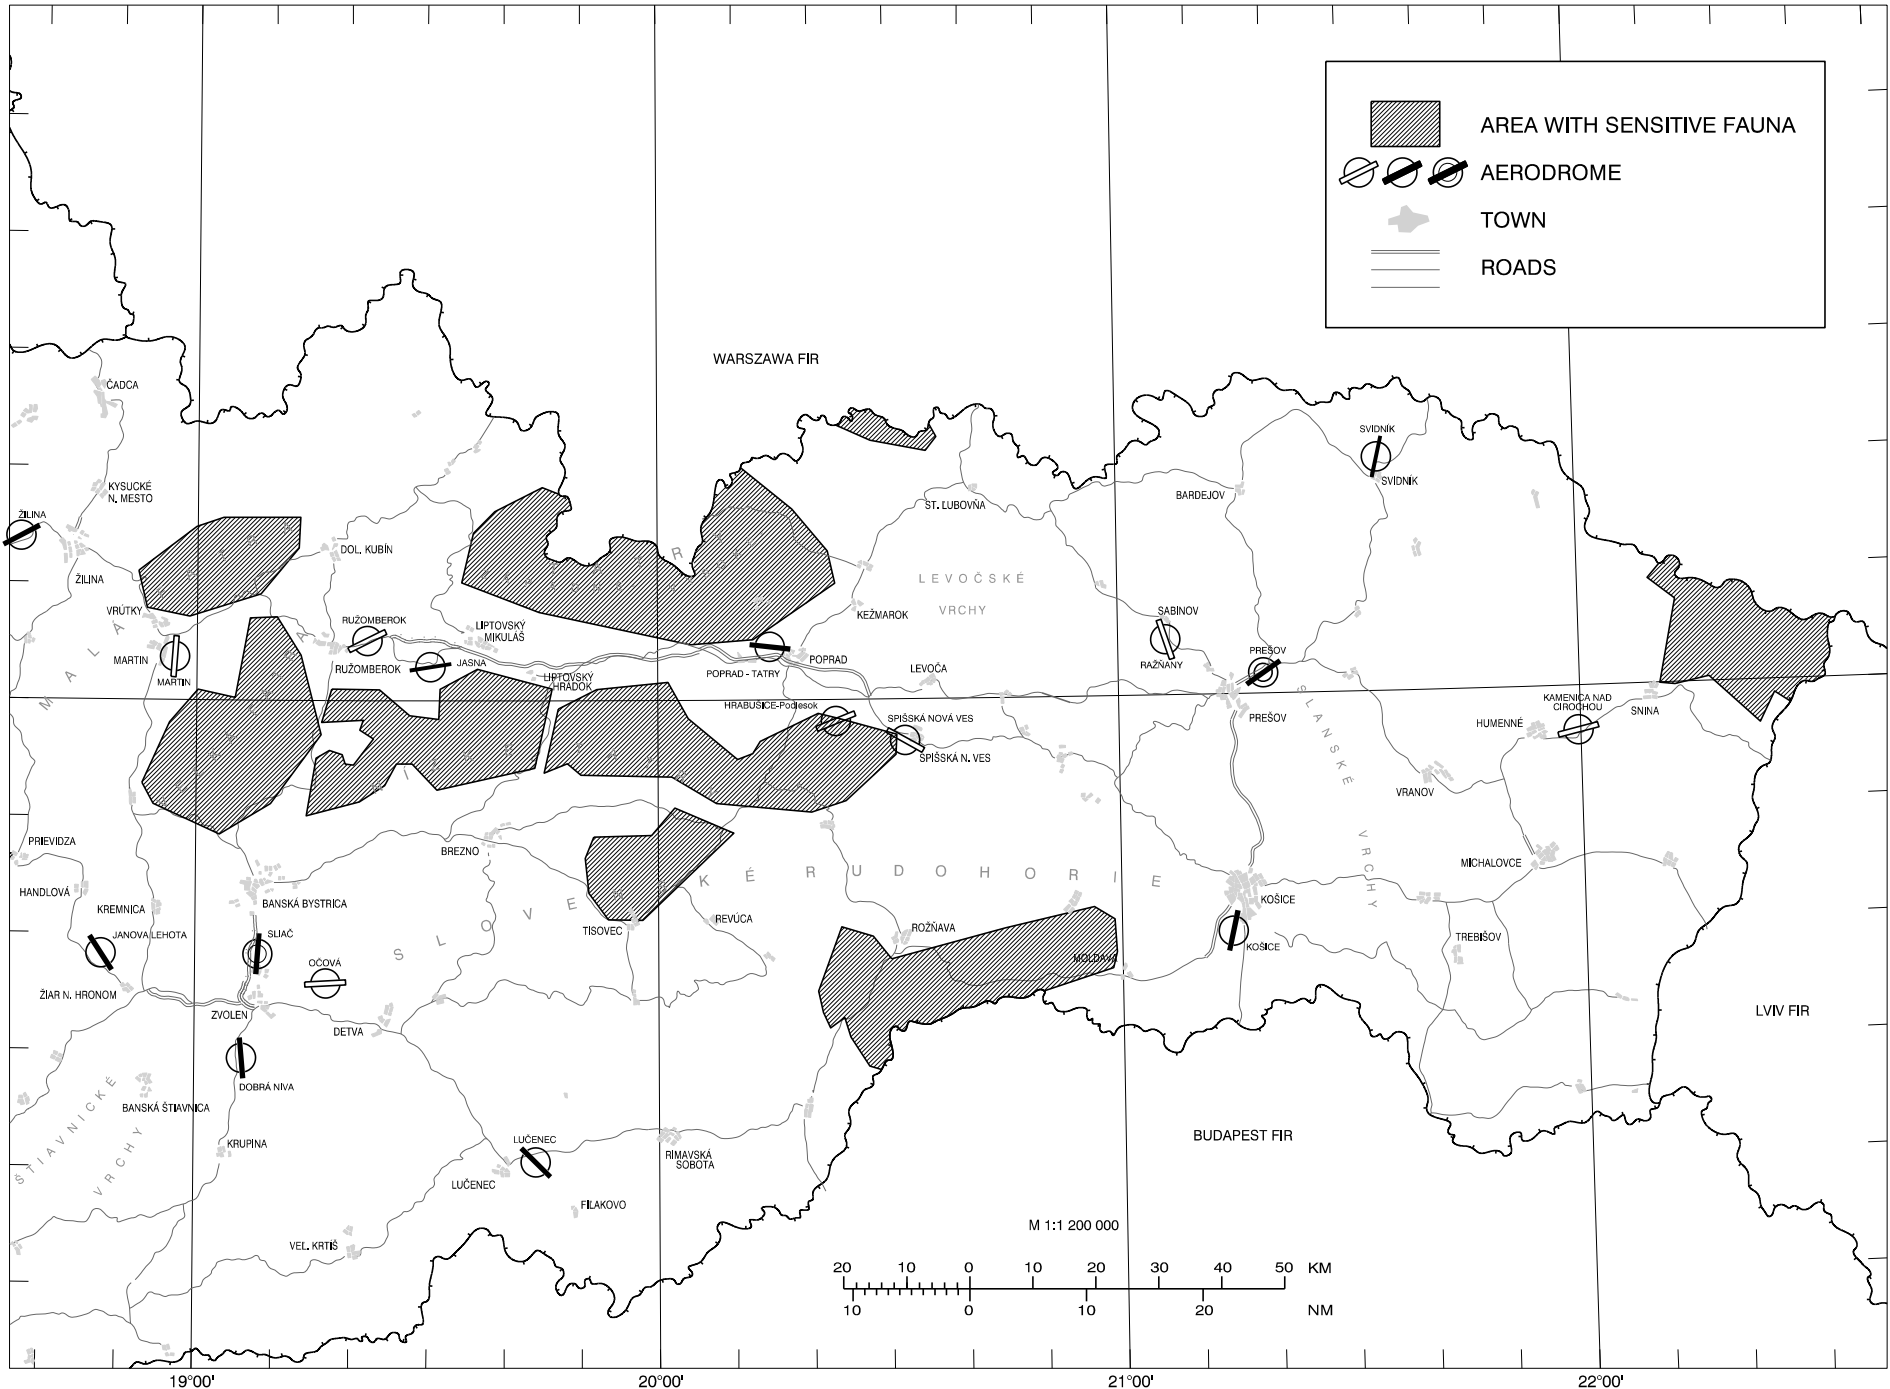 AREA WITH SENSITIVE FAUNA
AERODROME
TOWN
ROADS
WARSZAWA FIR
ČADCA
KYSUCKÉ
N. MESTO
ŽILINA
ŽILINA
VRÚTKY
MARTIN
MARTIN
DOL. KUBÍN
RUŽOMBEROK
RUŽOMBEROK
JASNA
LIPTOVSKÝ
MIKULÁŠ
LIPTOVSKÝ
HRADOK
M A L Á
T A T R
LEVOČSKÉ
VRCHY
ST. LUBOVŇA
KEŽMAROK
POPRAD
POPRAD - TATRY
LEVOČA
HRABUŠICE-Podlesok
SPIŠSKÁ NOVÁ VES
SPIŠSKÁ N. VES
BARDEJOV
SVIDNÍK
SVIDNÍK
SABINOV
RAŽŇANY
PREŠOV
PREŠOV
SLANSKÉ
VRCHY
KAMENICA NAD
CIROCHOU
HUMENNÉ
SNINA
VRANOV
MICHALOVCE
TREBIŠOV
KOŠICE
KOŠICE
MOLDAVA
ROŽŇAVA
REVÚCA
TISOVEC
BREZNO
SLOVENSKÉ RUDOHORIE
PRIEVIDZA
HANDLOVÁ
KREMNICA
JANOVA LEHOTA
BANSKÁ BYSTRICA
SLIAČ
OČOVÁ
ŽIAR N. HRONOM
ZVOLEN
DETVA
DOBRÁ NIVA
BANSKÁ ŠTIAVNICA
ŠTIAVNICKÉ
VRCHY
KRUPINA
LUČENEC
LUČENEC
RIMAVSKÁ
SOBOTA
FIĽAKOVO
VEĽ. KRTÍŠ
LVIV FIR
BUDAPEST FIR
M 1:1 200 000
20 10 0 10 20 30 40 50 KM
10 0 10 20 NM
19°00' 20°00' 21°00' 22°00'